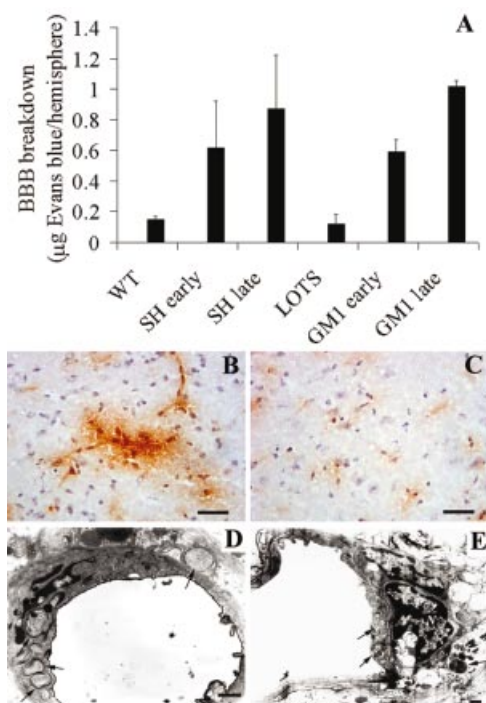 A
BBB breakdown
(µg Evans blue/hemisphere)
1.4
1.2
1
0.8
0.6
0.4
0.2
0
WT
SH early
SH late
LOTS
GM1 early
GM1 late
B
C
D
E